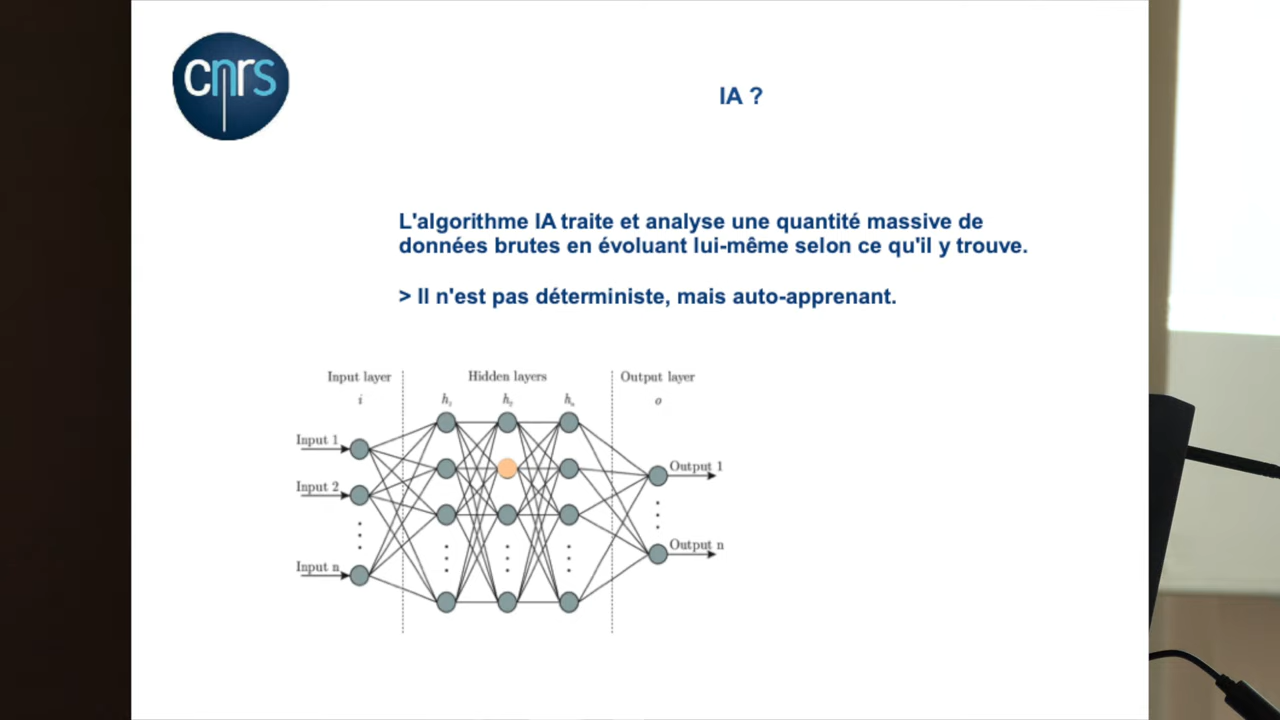 cnrs
IA ?
L'algorithme IA traite et analyse une quantité massive de
données brutes en évoluant lui-même selon ce qu'il y trouve.
> Il n'est pas déterministe, mais auto-apprenant.
Input layer Hidden layers Output layer
i h₁ h₂ hₙ o
Input 1
Input 2
Input n
Output 1
Output n